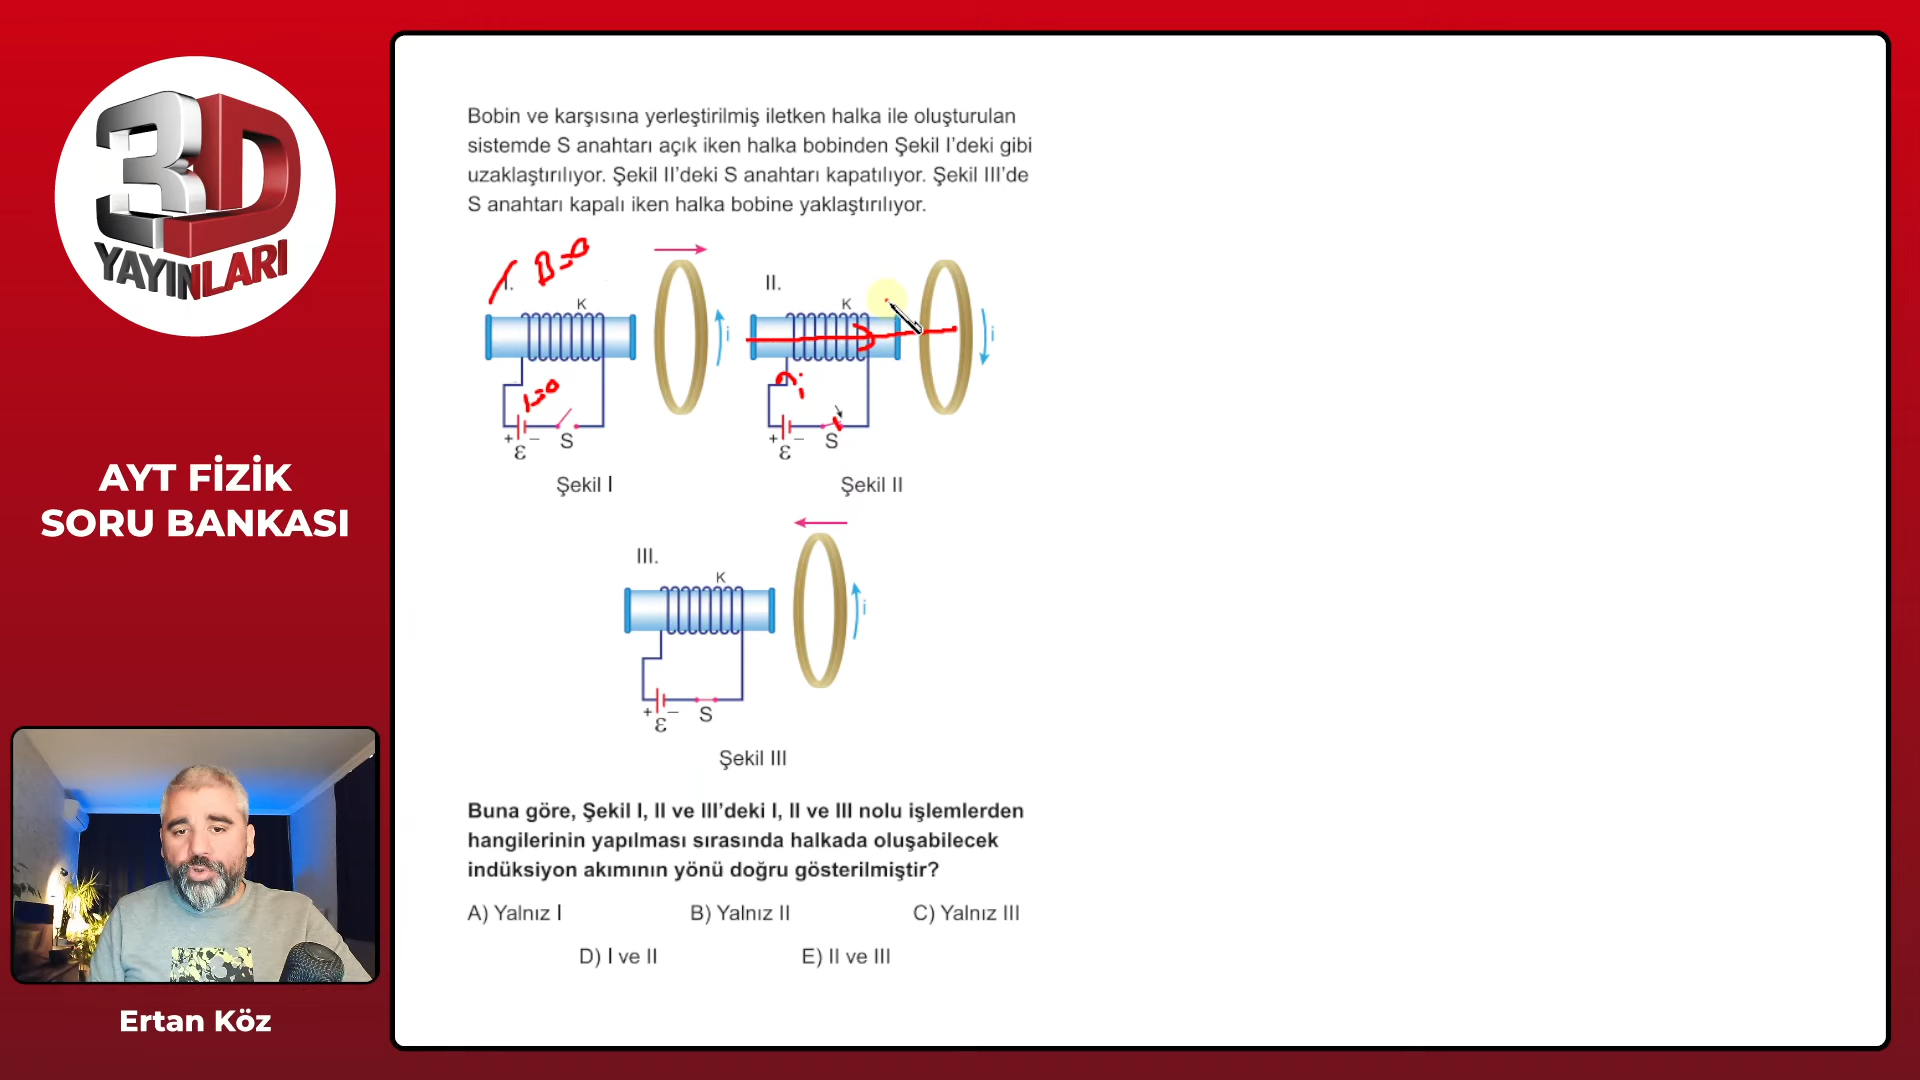 3D
YAYINLARI
AYT FİZİK
SORU BANKASI
Ertan Köz
Bobin ve karşısına yerleştirilmiş iletken halka ile oluşturulan
sistemde S anahtarı açık iken halka bobinden Şekil I'deki gibi
uzaklaştırılıyor. Şekil II'deki S anahtarı kapatılıyor. Şekil III'de
S anahtarı kapalı iken halka bobine yaklaştırılıyor.
I.
B=0
K
i
i=0
+ −
ε
S
Şekil I
II.
K
i
i
+ −
ε
S
Şekil II
III.
K
i
+ −
ε
S
Şekil III
Buna göre, Şekil I, II ve III'deki I, II ve III nolu işlemlerden
hangilerinin yapılması sırasında halkada oluşabilecek
indüksiyon akımının yönü doğru gösterilmiştir?
A) Yalnız I B) Yalnız II C) Yalnız III
D) I ve II E) II ve III